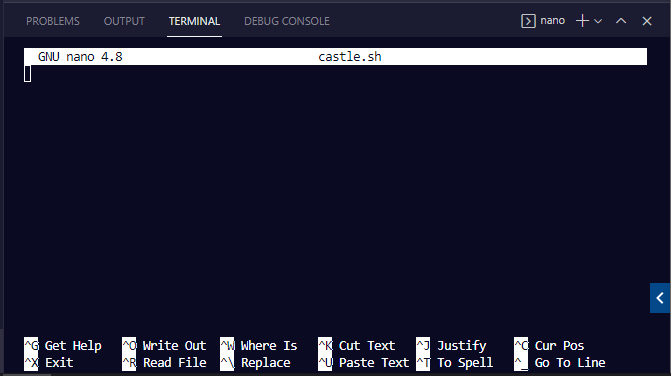 PROBLEMS OUTPUT TERMINAL DEBUG CONSOLE nano
GNU nano 4.8 castle.sh
^G Get Help ^O Write Out ^W Where Is ^K Cut Text ^J Justify ^C Cur Pos
^X Exit ^R Read File ^\ Replace ^U Paste Text ^T To Spell ^_ Go To Line